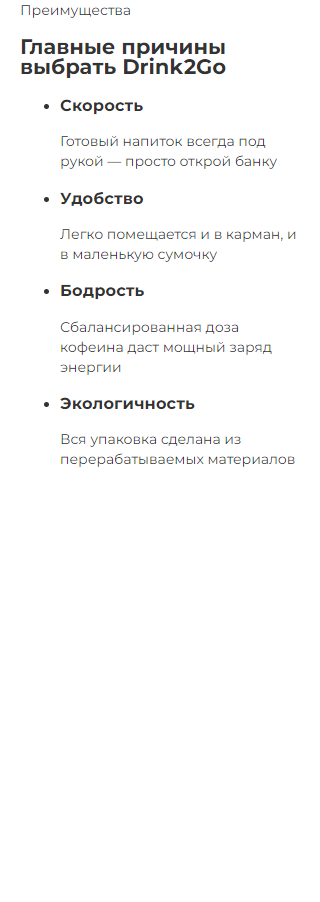 Преимущества
Главные причины
выбрать Drink2Go
Скорость
Готовый напиток всегда под
рукой — просто открой банку
Удобство
Легко помещается и в карман, и
в маленькую сумочку
Бодрость
Сбалансированная доза
кофеина даст мощный заряд
энергии
Экологичность
Вся упаковка сделана из
перерабатываемых материалов